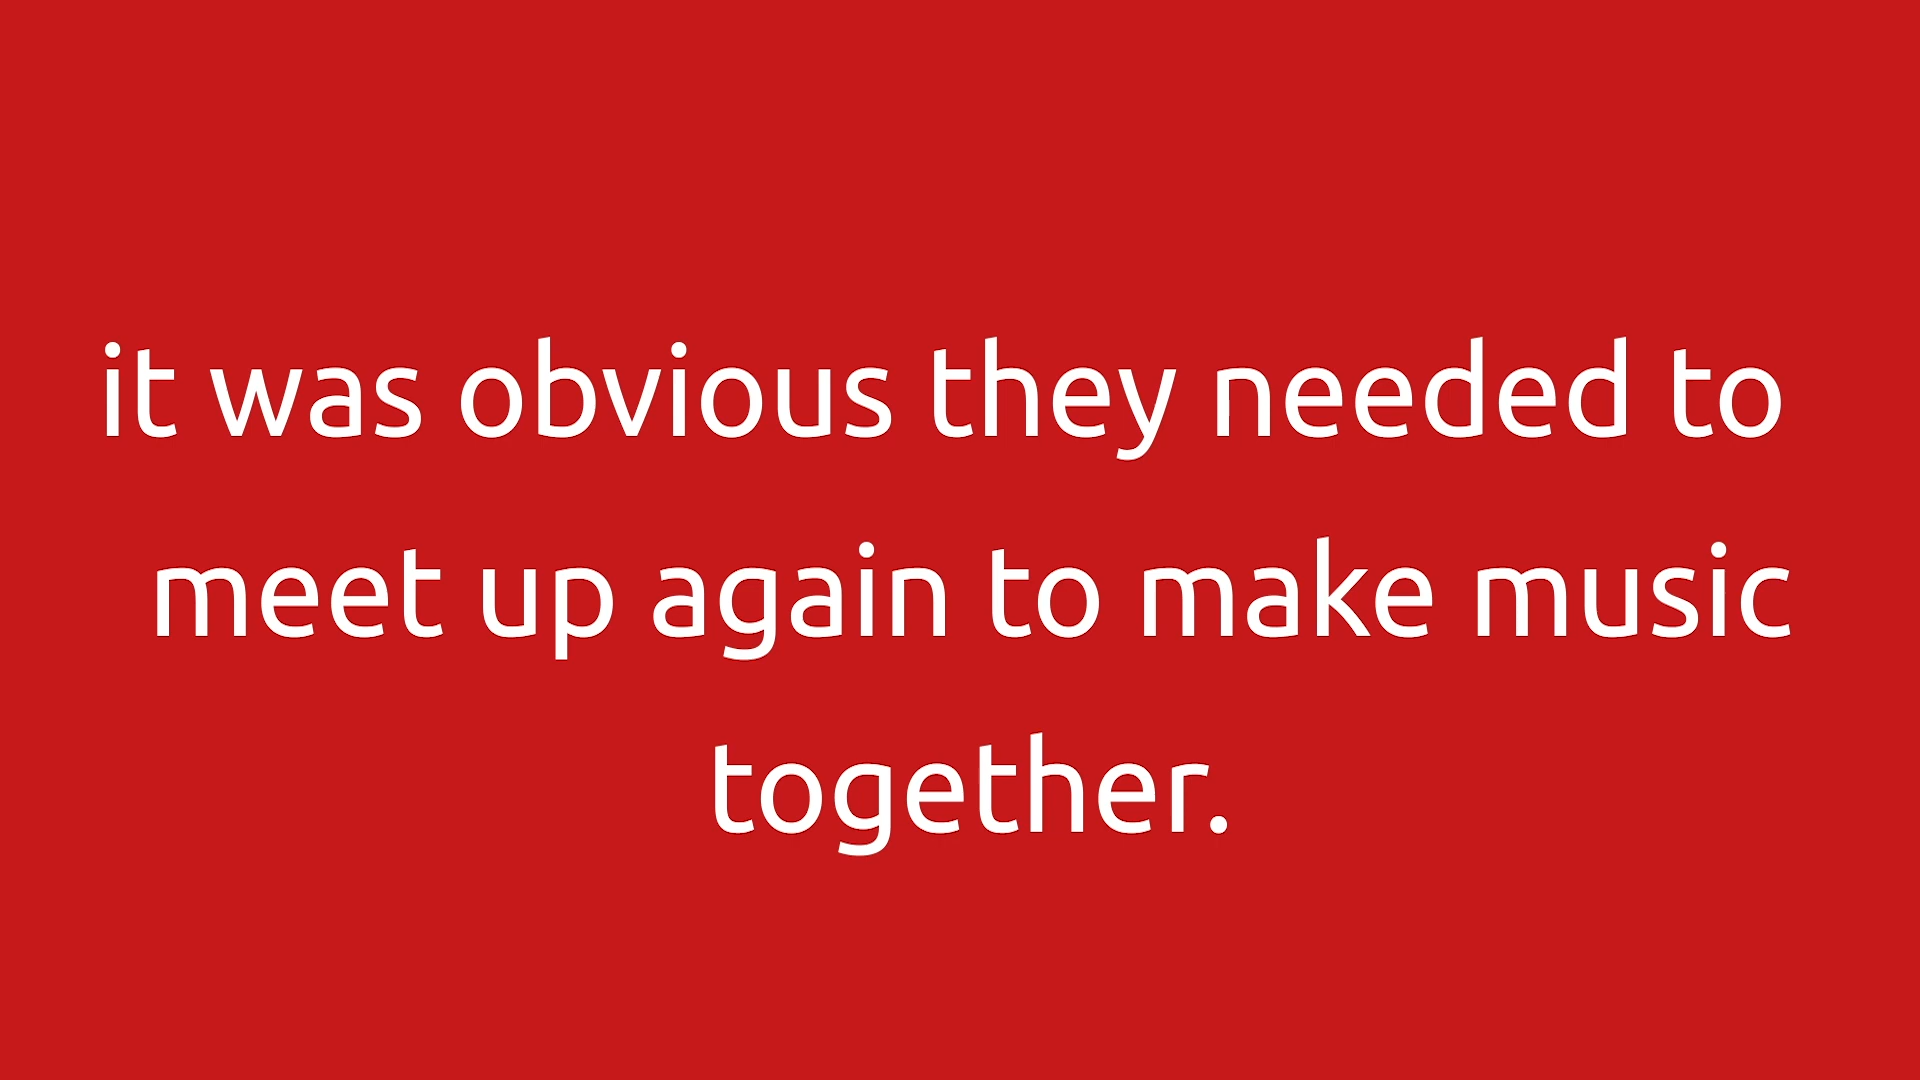 it was obvious they needed to
meet up again to make music
together.